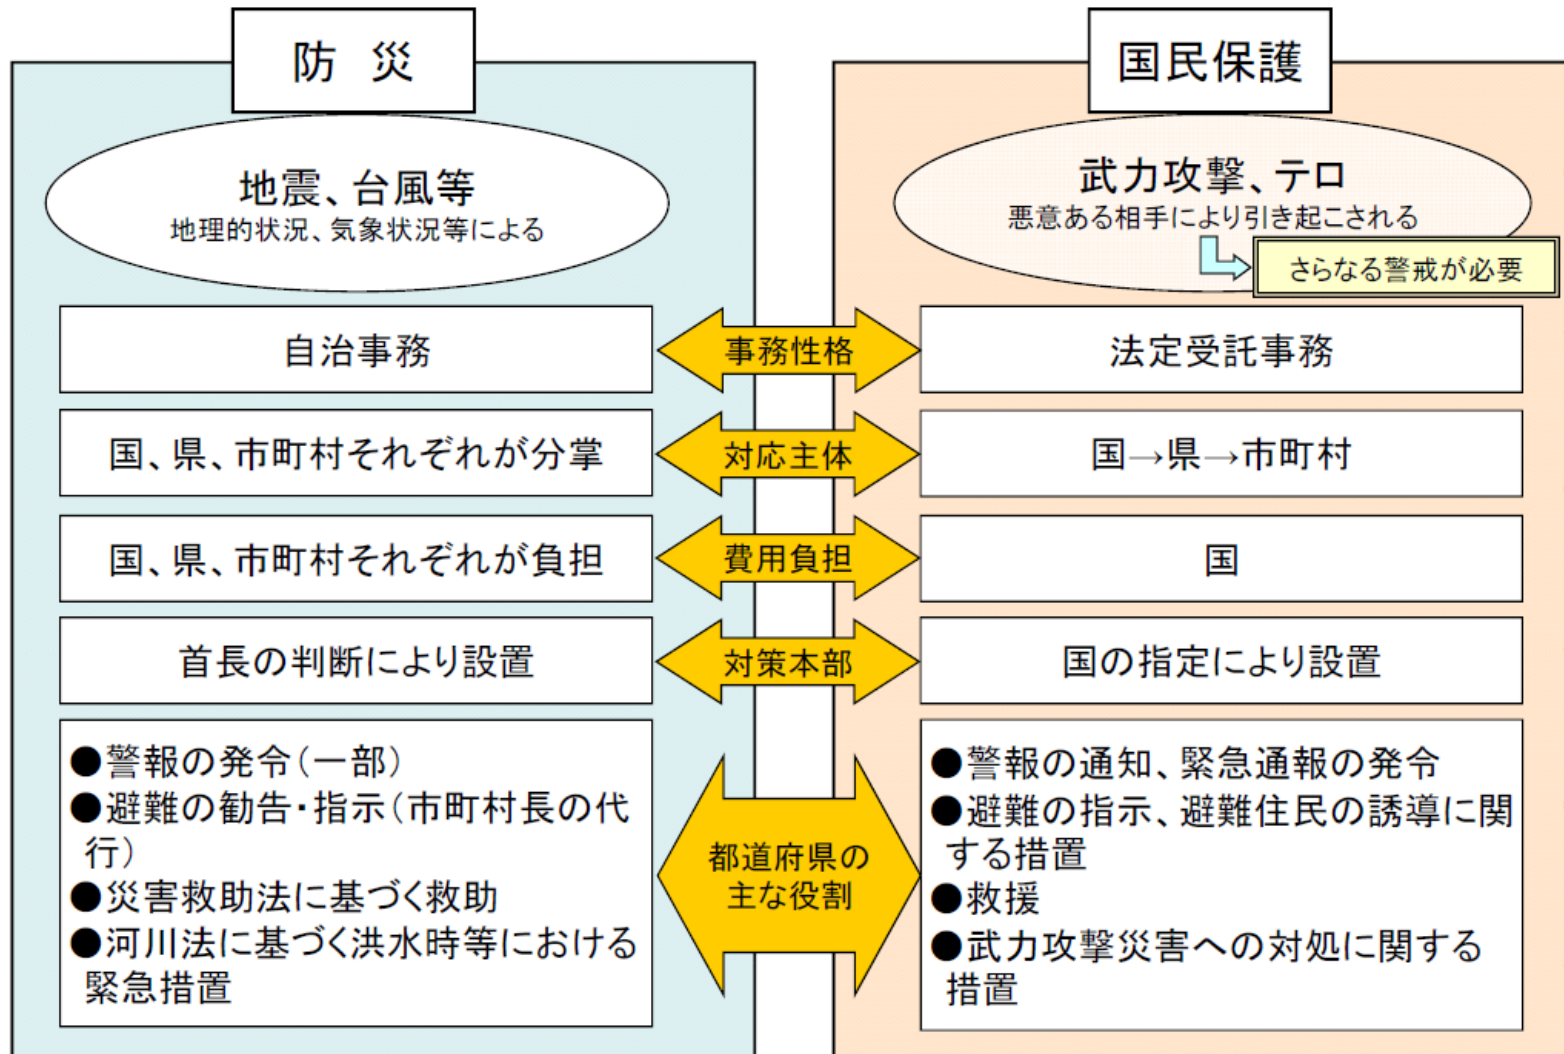 防 災
地震、台風等
地理的状況、気象状況等による
国民保護
武力攻撃、テロ
悪意ある相手により引き起こされる
さらなる警戒が必要
自治事務
事務性格
法定受託事務
国、県、市町村それぞれが分掌
対応主体
国→県→市町村
国、県、市町村それぞれが負担
費用負担
国
首長の判断により設置
対策本部
国の指定により設置
●警報の発令(一部)
●避難の勧告・指示(市町村長の代
行)
●災害救助法に基づく救助
●河川法に基づく洪水時等における
緊急措置
都道府県の
主な役割
●警報の通知、緊急通報の発令
●避難の指示、避難住民の誘導に関
する措置
●救援
●武力攻撃災害への対処に関する
措置